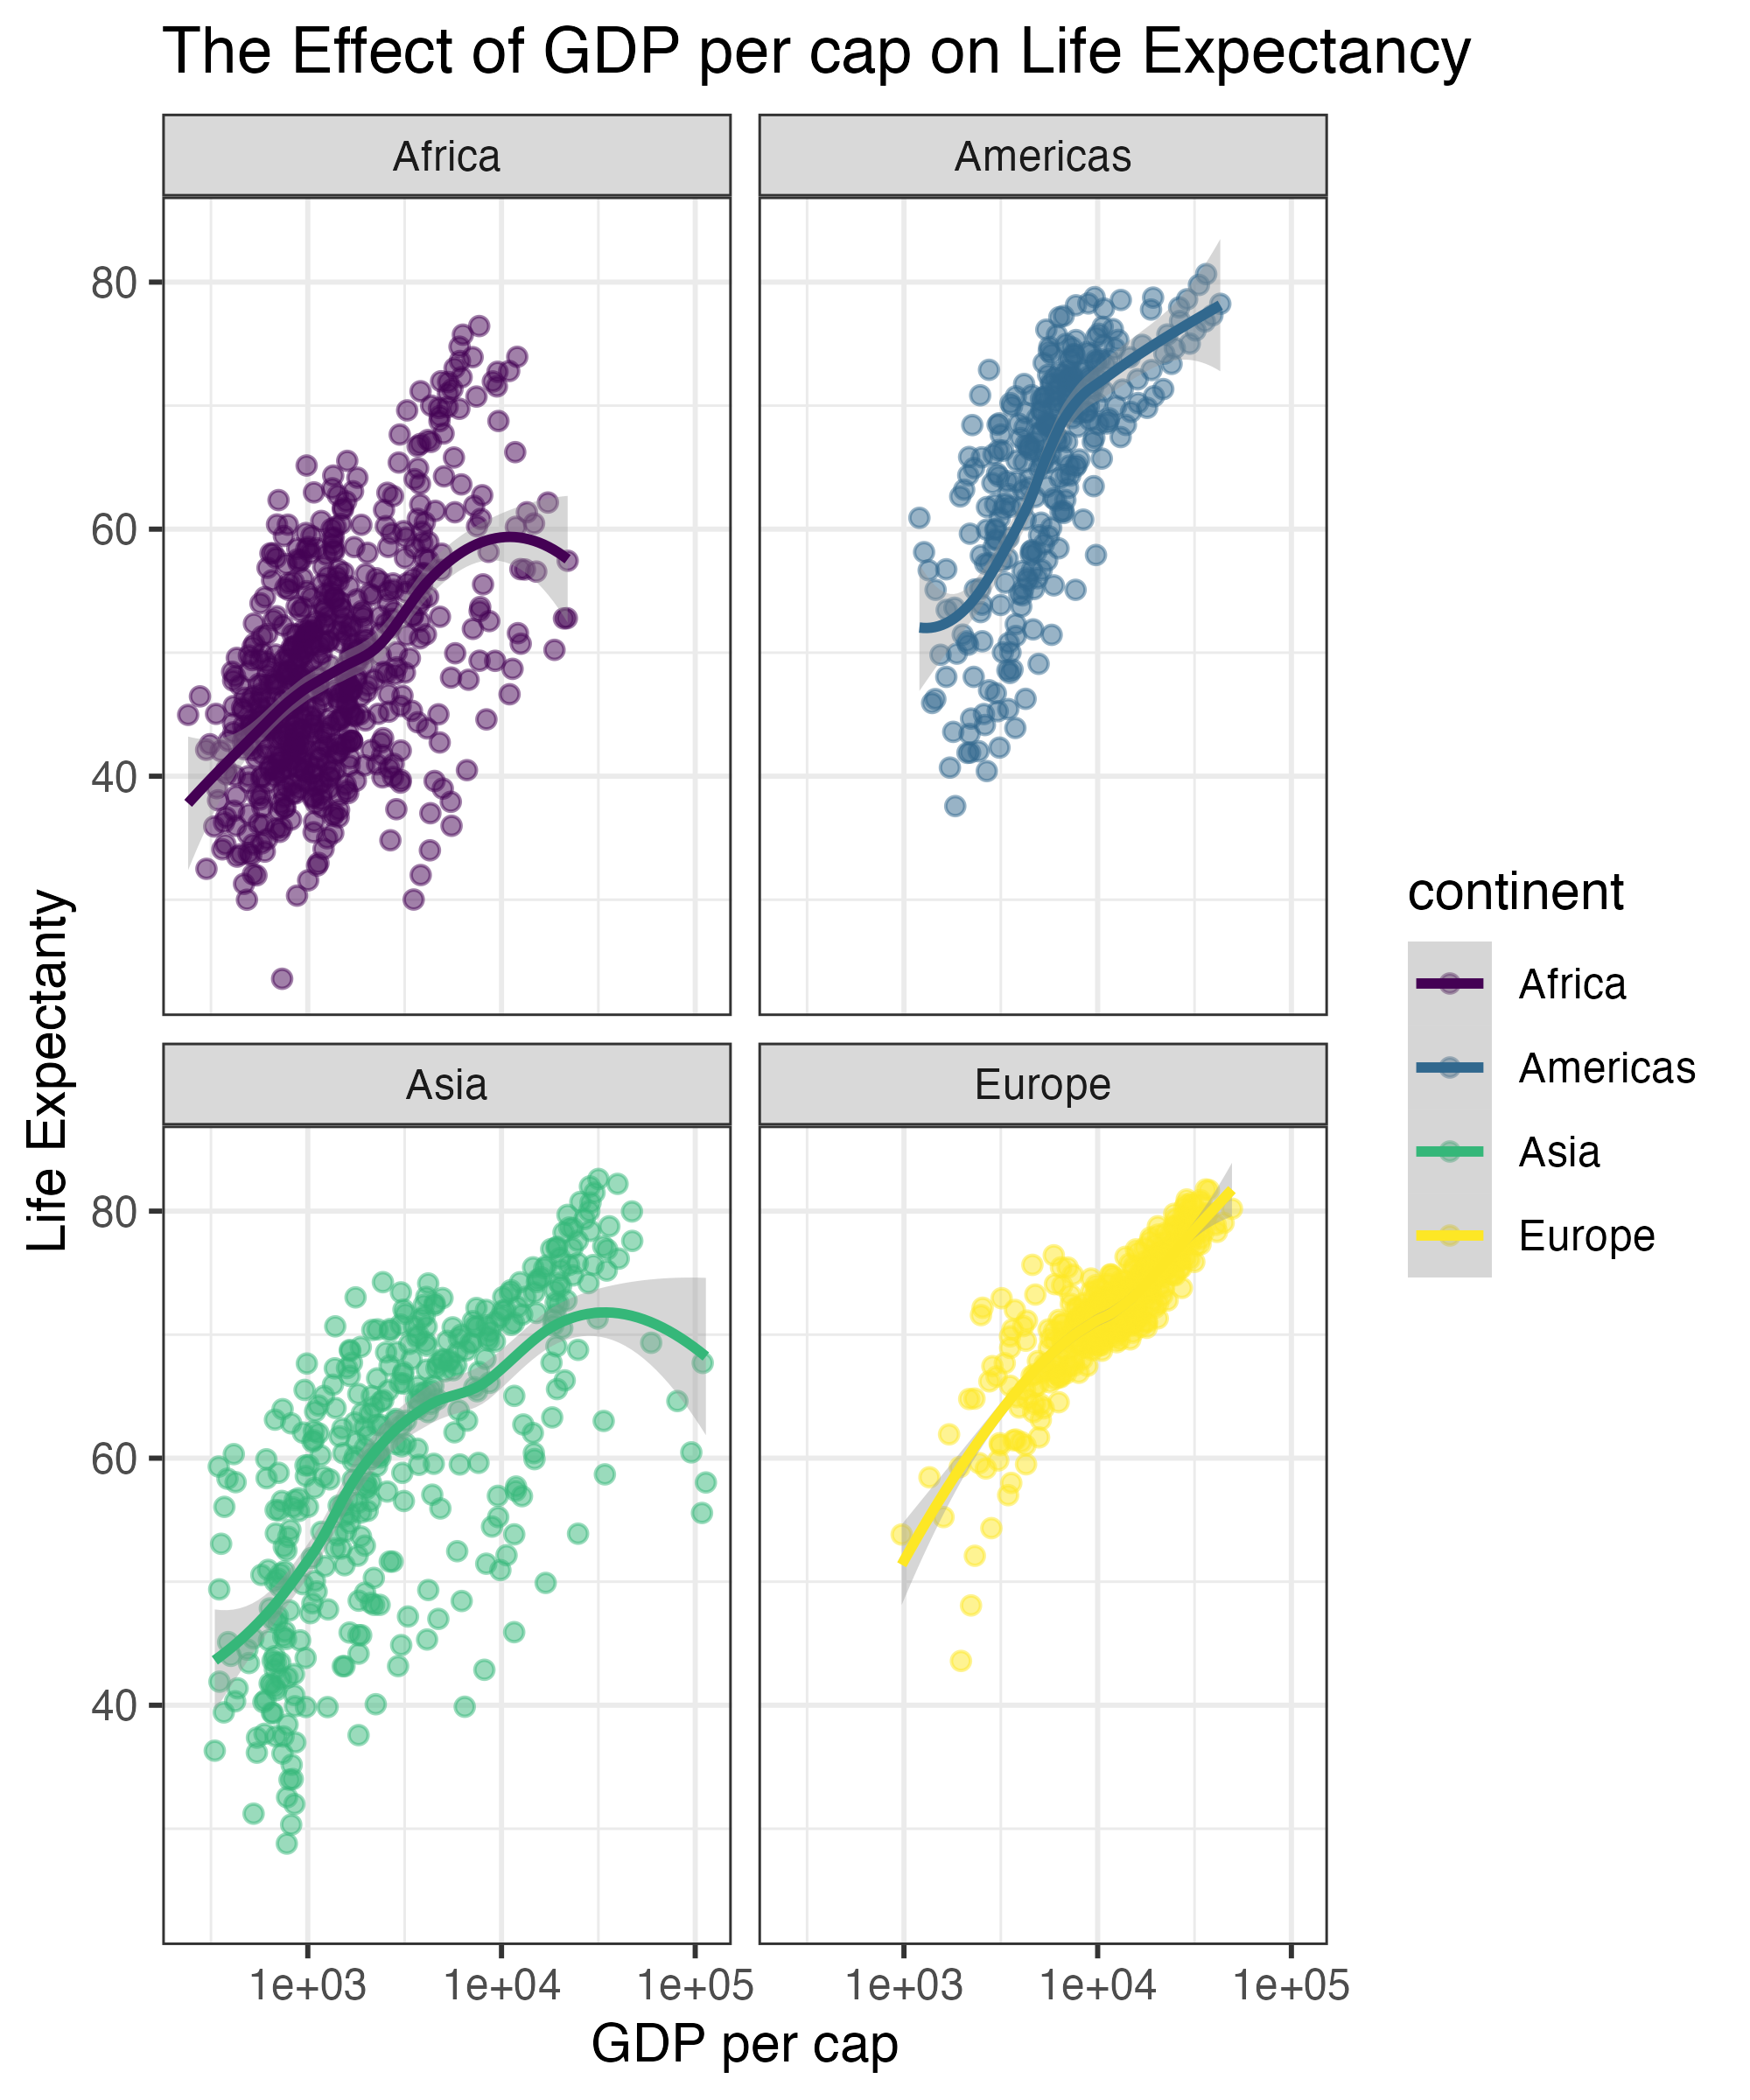 The Effect of GDP per cap on Life Expectancy
Africa
Americas
80
60
40
Asia
Europe
80
60
40
1e+03
1e+04
1e+05
1e+03
1e+04
1e+05
GDP per cap
Life Expectanty
continent
Africa
Americas
Asia
Europe